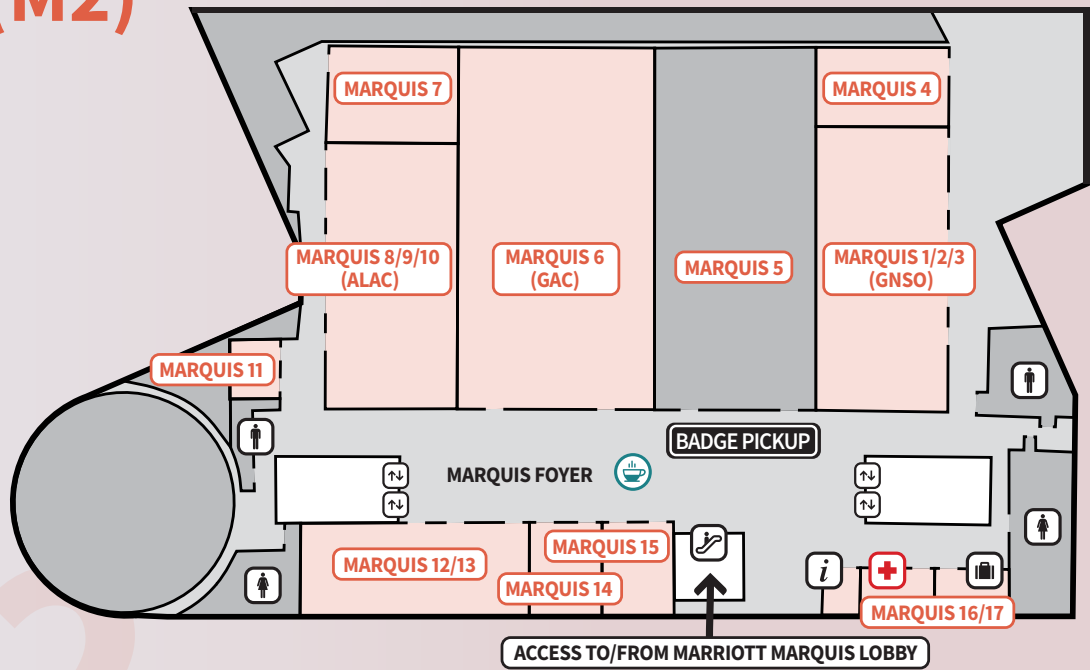 (M2)
MARQUIS 7
MARQUIS 4
MARQUIS 8/9/10
(ALAC)
MARQUIS 6
(GAC)
MARQUIS 5
MARQUIS 1/2/3
(GNSO)
MARQUIS 11
BADGE PICKUP
MARQUIS FOYER
MARQUIS 12/13
MARQUIS 15
MARQUIS 14
i
MARQUIS 16/17
ACCESS TO/FROM MARRIOTT MARQUIS LOBBY